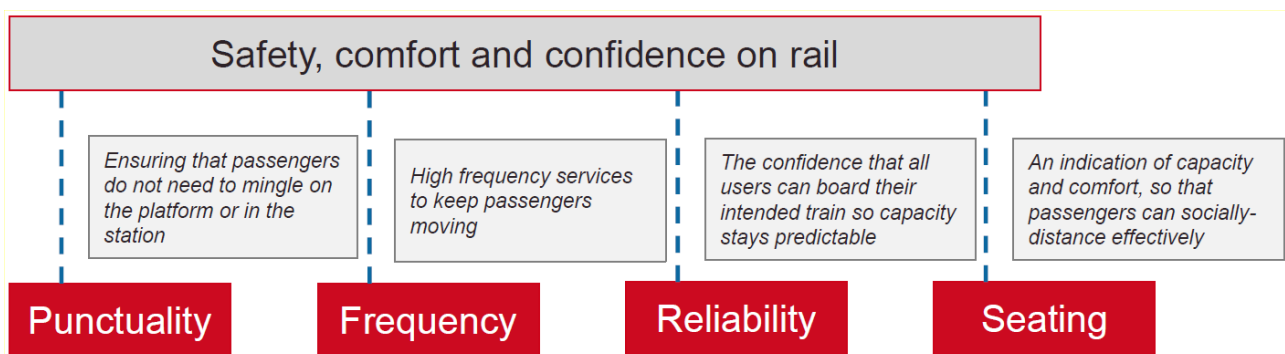 Safety, comfort and confidence on rail
Ensuring that passengers
do not need to mingle on
the platform or in the
station
High frequency services
to keep passengers
moving
The confidence that all
users can board their
intended train so capacity
stays predictable
An indication of capacity
and comfort, so that
passengers can socially-
distance effectively
Punctuality
Frequency
Reliability
Seating